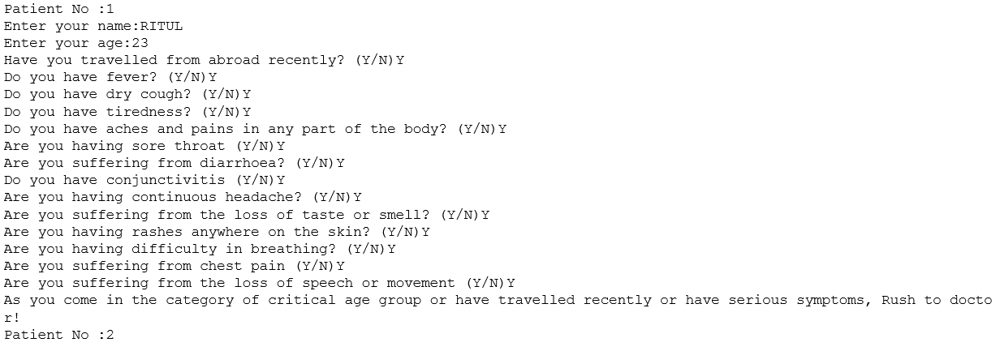 Patient No :1
Enter your name:RITUL
Enter your age:23
Have you travelled from abroad recently? (Y/N)Y
Do you have fever? (Y/N)Y
Do you have dry cough? (Y/N)Y
Do you have tiredness? (Y/N)Y
Do you have aches and pains in any part of the body? (Y/N)Y
Are you having sore throat (Y/N)Y
Are you suffering from diarrhoea? (Y/N)Y
Do you have conjunctivitis (Y/N)Y
Are you having continuous headache? (Y/N)Y
Are you suffering from the loss of taste or smell? (Y/N)Y
Are you having rashes anywhere on the skin? (Y/N)Y
Are you having difficulty in breathing? (Y/N)Y
Are you suffering from chest pain (Y/N)Y
Are you suffering from the loss of speech or movement (Y/N)Y
As you come in the category of critical age group or have travelled recently or have serious symptoms, Rush to docto
r!
Patient No :2